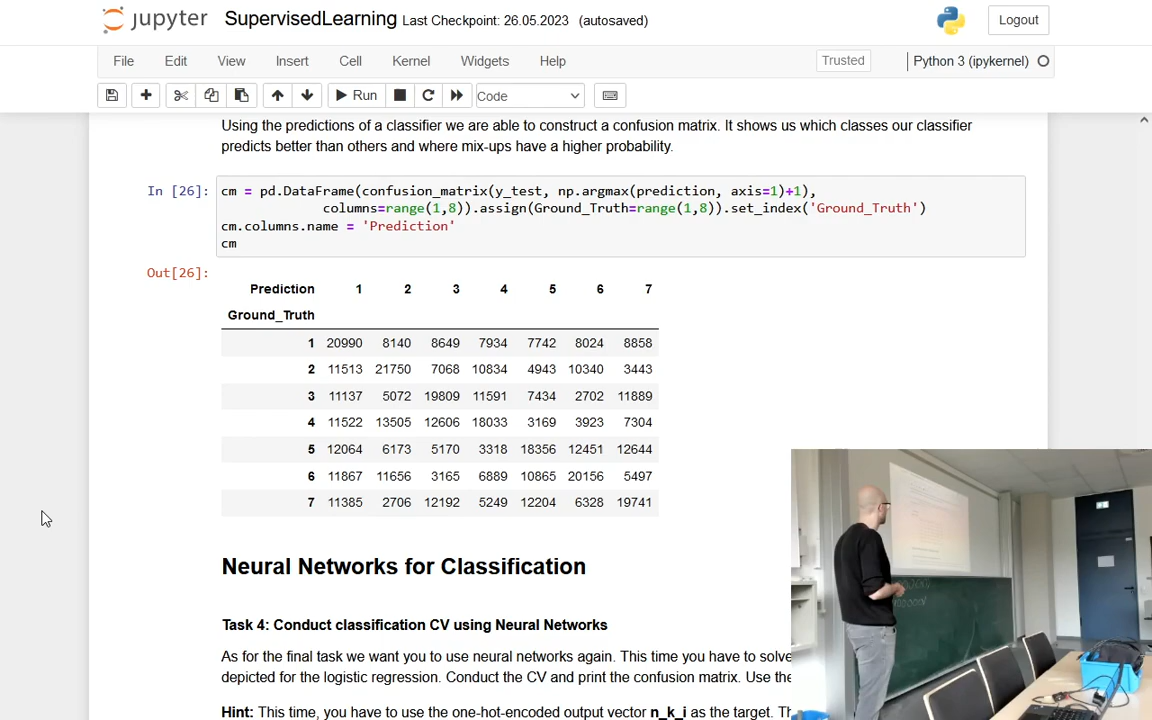 jupyter SupervisedLearning Last Checkpoint: 26.05.2023 (autosaved) Logout
File Edit View Insert Cell Kernel Widgets Help Trusted Python 3 (ipykernel)
Run Code
Using the predictions of a classifier we are able to construct a confusion matrix. It shows us which classes our classifier
predicts better than others and where mix-ups have a higher probability.
In [26]: cm = pd.DataFrame(confusion_matrix(y_test, np.argmax(prediction, axis=1)+1),
columns=range(1,8)).assign(Ground_Truth=range(1,8)).set_index('Ground_Truth')
cm.columns.name = 'Prediction'
cm
Out[26]:
Prediction 1 2 3 4 5 6 7
Ground_Truth
1 20990 8140 8649 7934 7742 8024 8858
2 11513 21750 7068 10834 4943 10340 3443
3 11137 5072 19809 11591 7434 2702 11889
4 11522 13505 12606 18033 3169 3923 7304
5 12064 6173 5170 3318 18356 12451 12644
6 11867 11656 3165 6889 10865 20156 5497
7 11385 2706 12192 5249 12204 6328 19741
Neural Networks for Classification
Task 4: Conduct classification CV using Neural Networks
As for the final task we want you to use neural networks again. This time you have to solve
depicted for the logistic regression. Conduct the CV and print the confusion matrix. Use the
Hint: This time, you have to use the one-hot-encoded output vector n_k_i as the target. Th